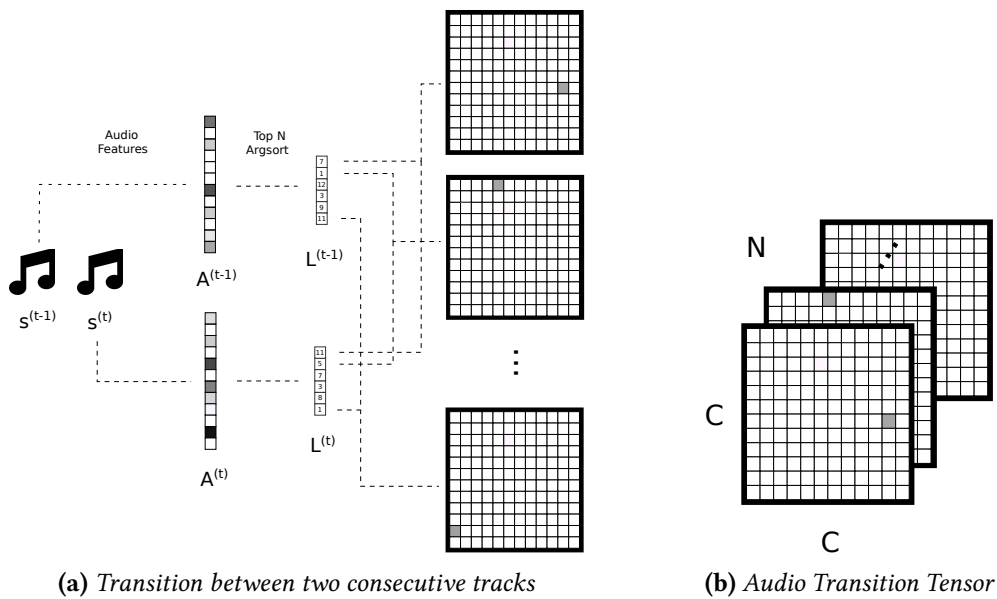 Audio
Features
Top N
Argsort
7
1
12
3
9
11
L(t-1)
A(t-1)
s(t-1)
s(t)
11
5
7
3
8
1
L(t)
A(t)
N
C
C
(a) Transition between two consecutive tracks
(b) Audio Transition Tensor